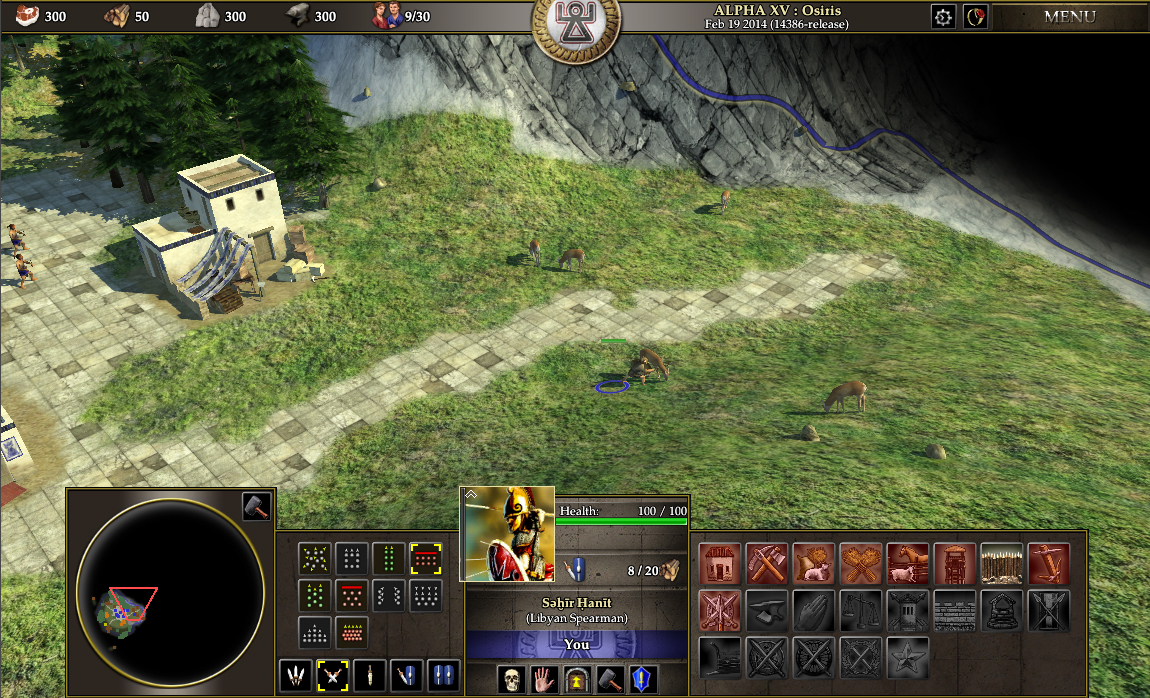 300
50
300
300
9/30
ALPHA XV : Osiris
Feb 19 2014 (14386-release)
MENU
Health: 100 / 100
8 / 20
Səḥīr Ḥanīt
(Libyan Spearman)
You